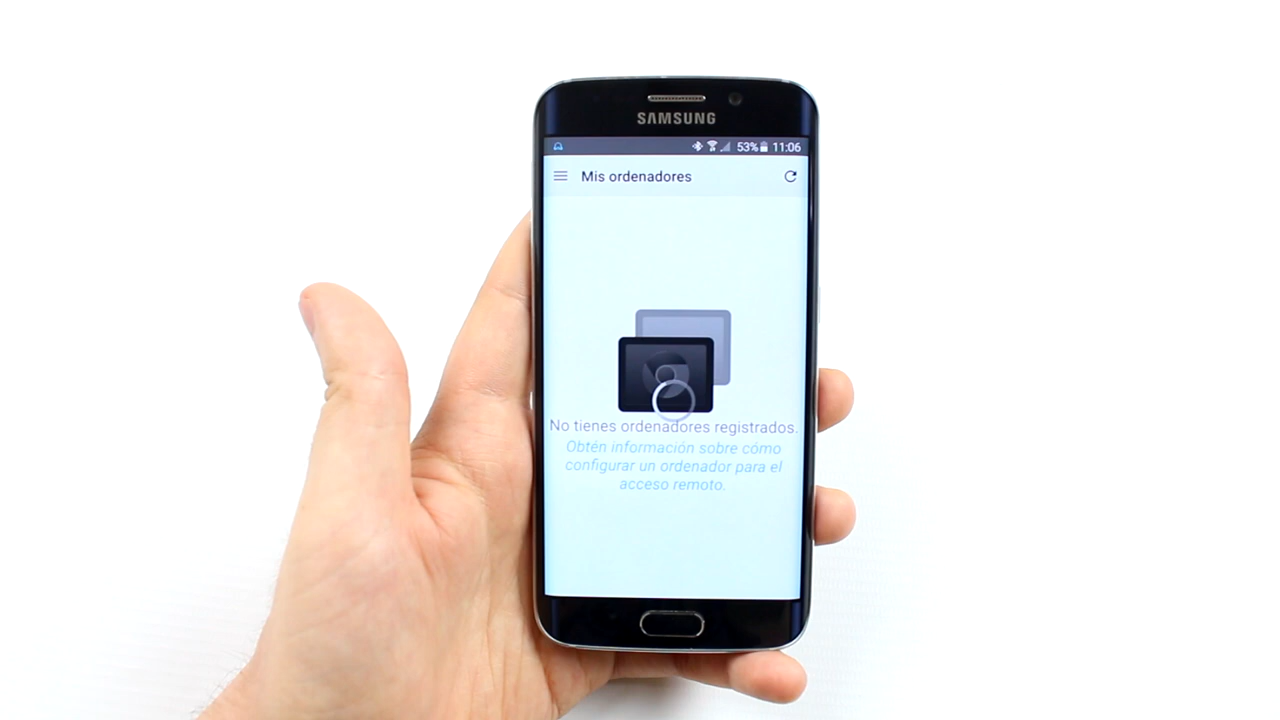 SAMSUNG
53% 11:06
Mis ordenadores
No tienes ordenadores registrados.
Obtén información sobre cómo
configurar un ordenador para el
acceso remoto.